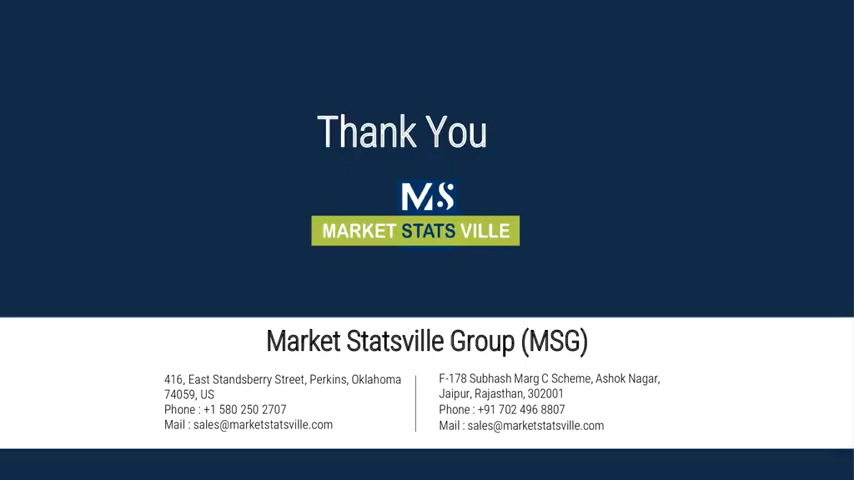 Thank You
MS
MARKET STATS VILLE
Market Statsville Group (MSG)
416, East Standsberry Street, Perkins, Oklahoma
74059, US
Phone : +1 580 250 2707
Mail : sales@marketstatsville.com
F-178 Subhash Marg C Scheme, Ashok Nagar,
Jaipur, Rajasthan, 302001
Phone : +91 702 496 8807
Mail : sales@marketstatsville.com